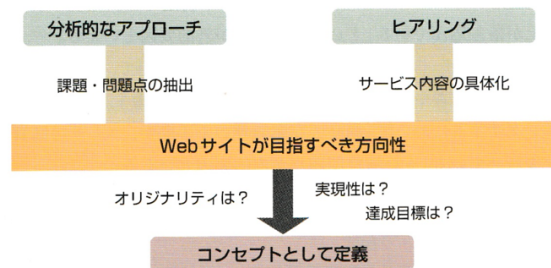 分析的なアプローチ
ヒアリング
課題・問題点の抽出
サービス内容の具体化
Webサイトが目指すべき方向性
オリジナリティは?
実現性は?
達成目標は?
コンセプトとして定義